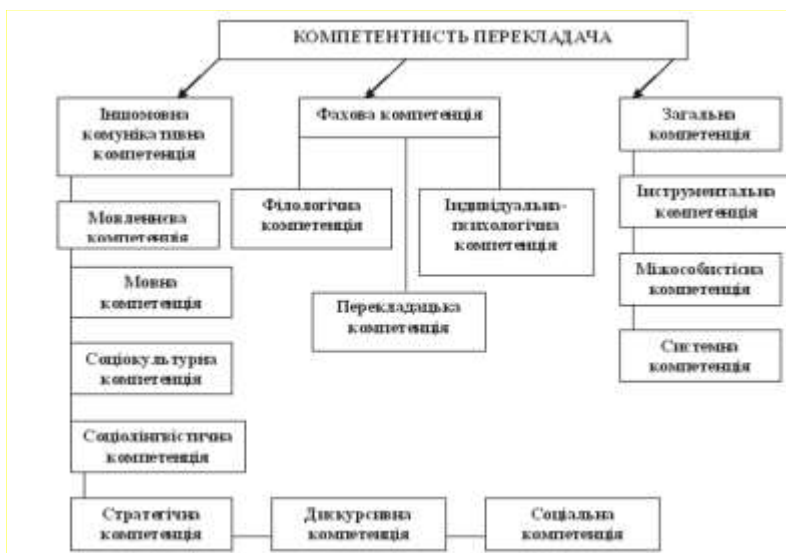 КОМПЕТЕНТНІСТЬ ПЕРЕКЛАДАЧА
Іншомовна
комунікативна
компетенція
Мовленнєва
компетенція
Мовна
компетенція
Соціокультурна
компетенція
Соціолінгвістична
компетенція
Стратегічна
компетенція
Дискурсивна
компетенція
Соціальна
компетенція
Фахова компетенція
Філологічна
компетенція
Перекладацька
компетенція
Індивідуальна-
психологічна
компетенція
Загальна
компетенція
Інструментальна
компетенція
Міжособистісна
компетенція
Системна
компетенція